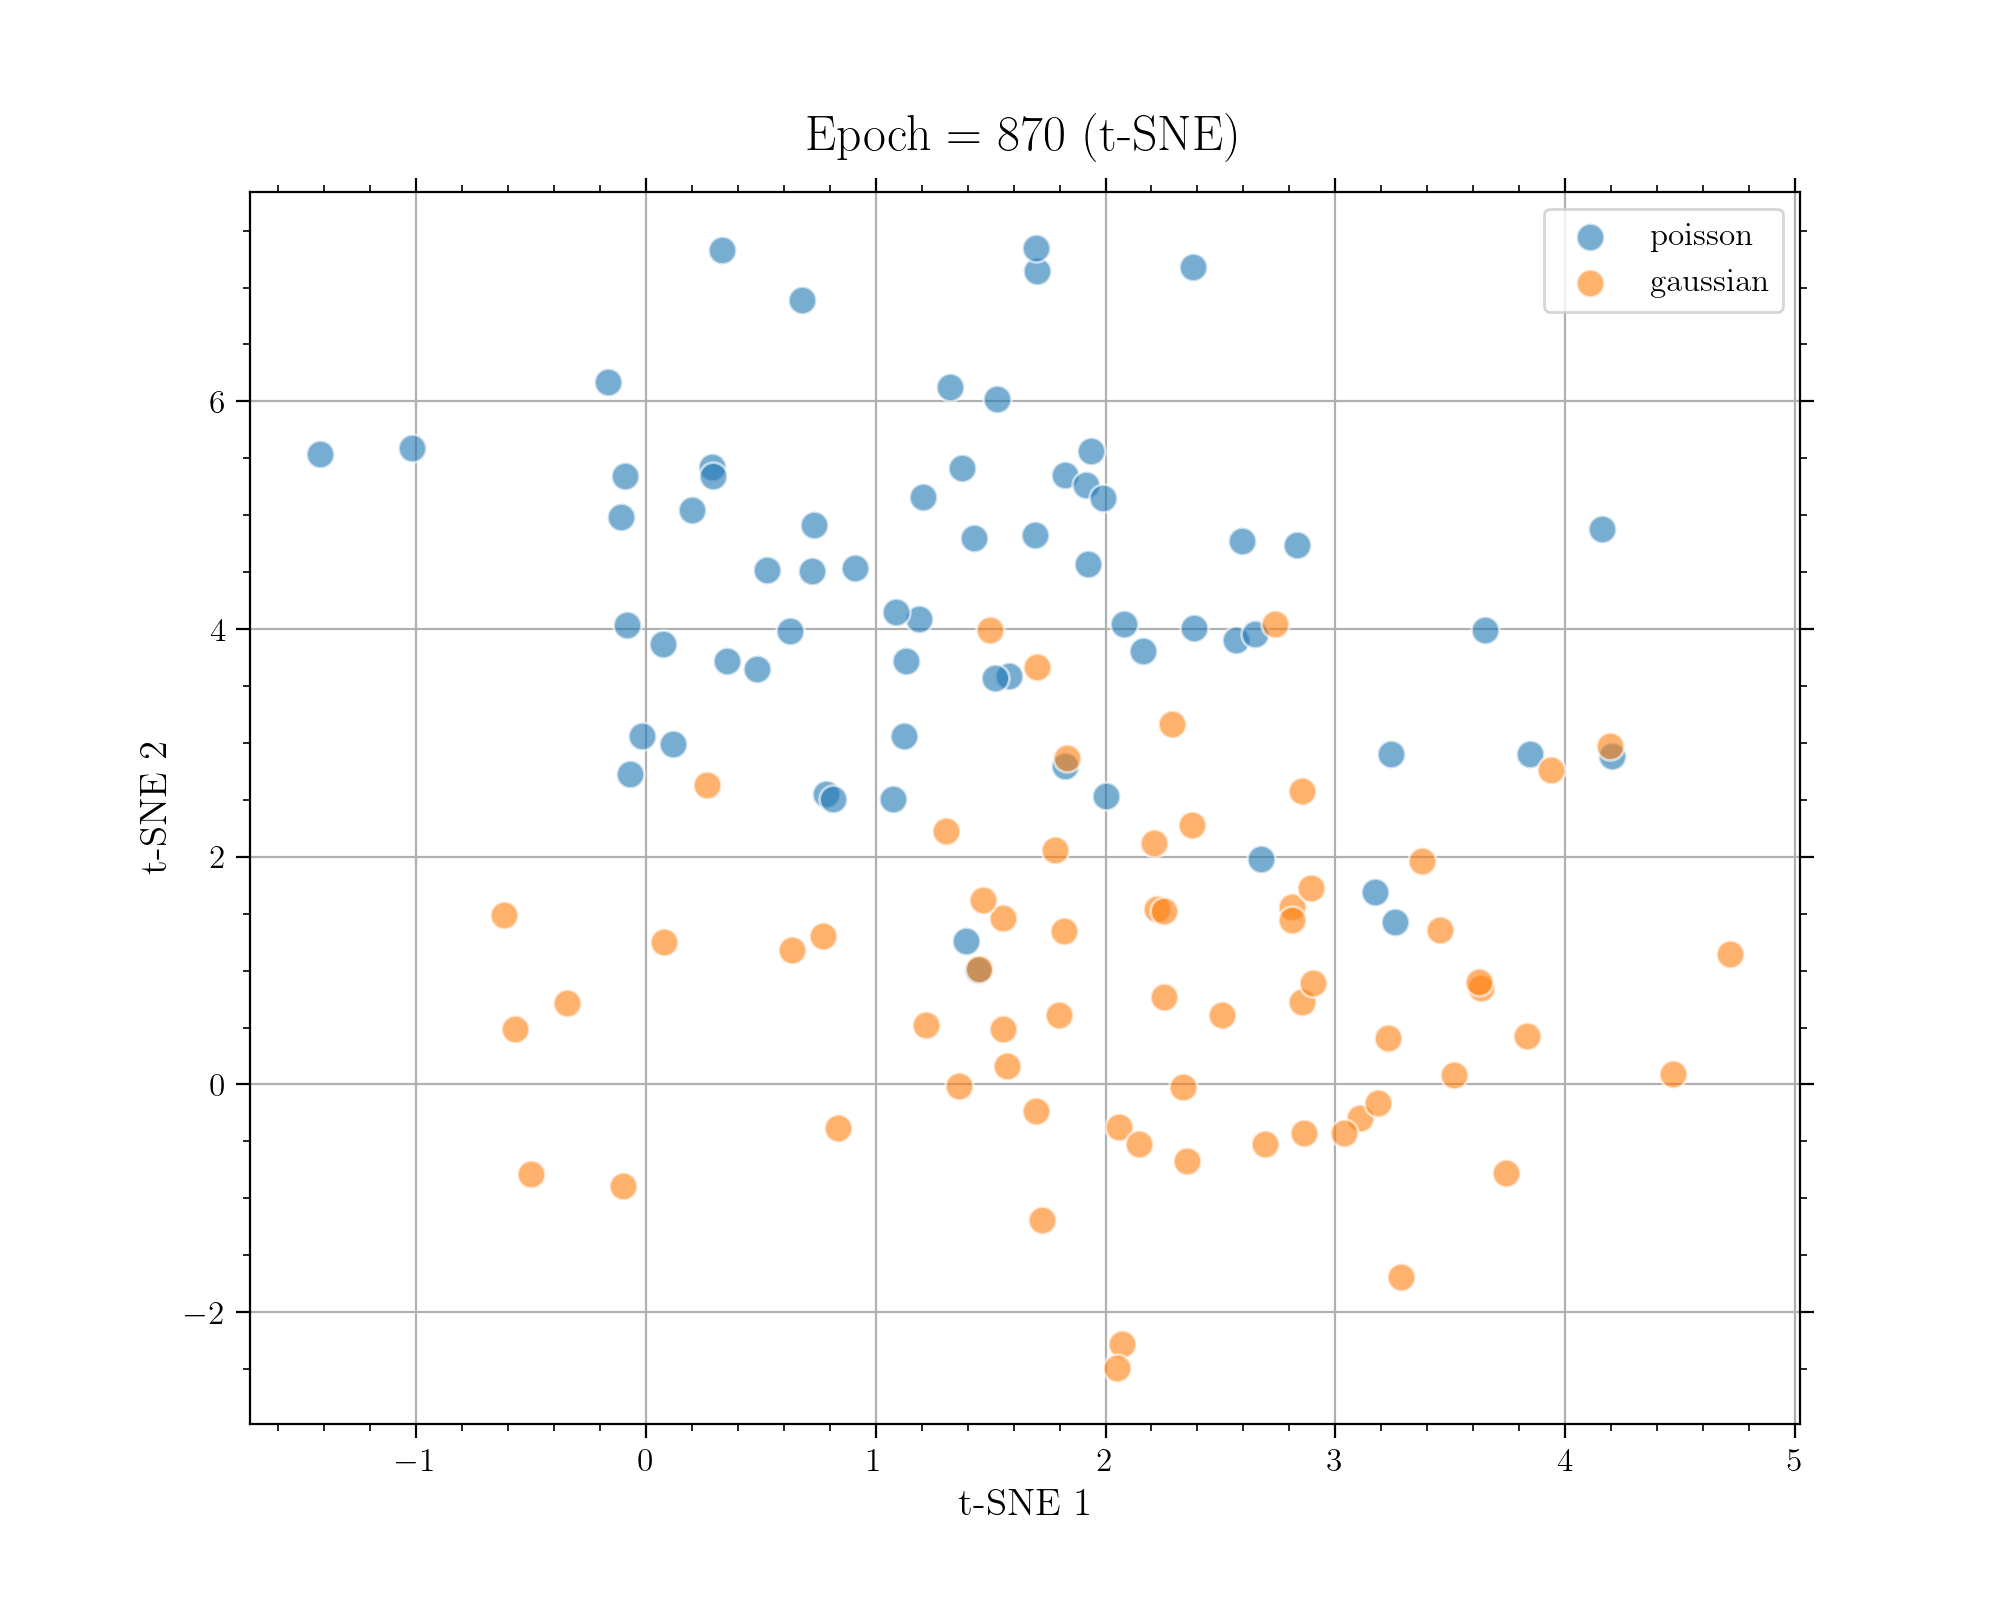 Epoch = 870 (t-SNE)
poisson
gaussian
6
4
2
0
−2
t-SNE 2
−1 0 1 2 3 4 5
t-SNE 1